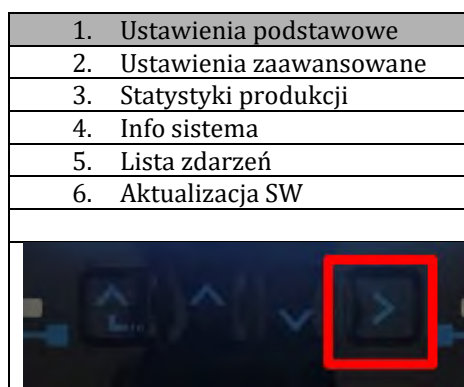 1. Ustawienia podstawowe
2. Ustawienia zaawansowane
3. Statystyki produkcji
4. Info sistema
5. Lista zdarzeń
6. Aktualizacja SW